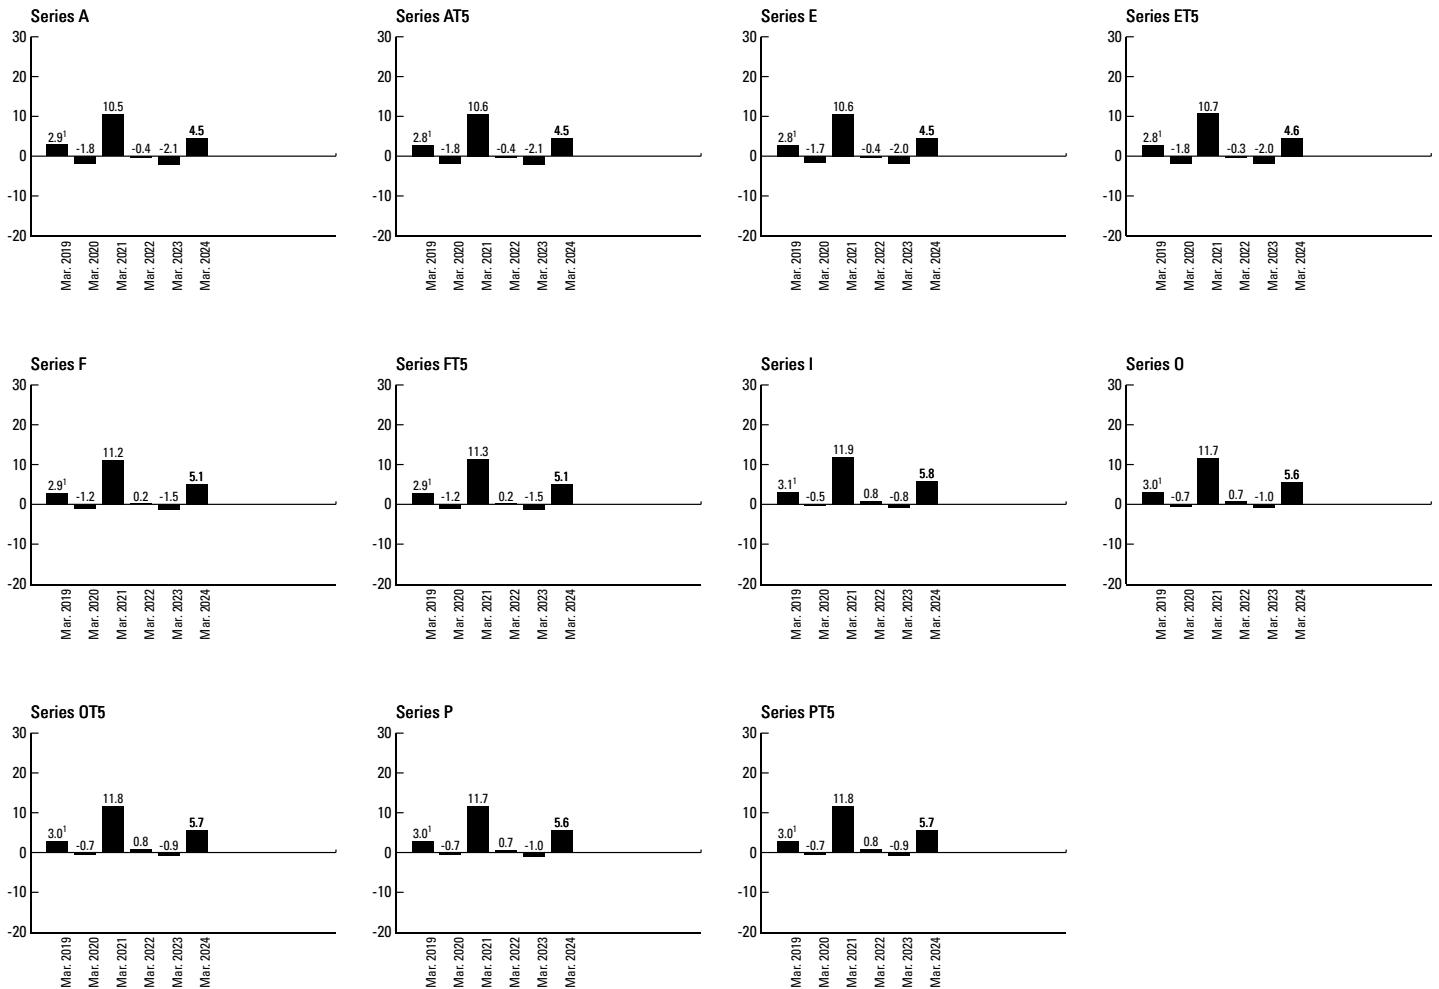 Series A
30
20
10
0
-10
-20
2.9¹
-1.8
10.5
-0.4
-2.1
4.5
Mar. 2019
Mar. 2020
Mar. 2021
Mar. 2022
Mar. 2023
Mar. 2024
Series AT5
30
20
10
0
-10
-20
2.8¹
-1.8
10.6
-0.4
-2.1
4.5
Mar. 2019
Mar. 2020
Mar. 2021
Mar. 2022
Mar. 2023
Mar. 2024
Series E
30
20
10
0
-10
-20
2.8¹
-1.7
10.6
-0.4
-2.0
4.5
Mar. 2019
Mar. 2020
Mar. 2021
Mar. 2022
Mar. 2023
Mar. 2024
Series ET5
30
20
10
0
-10
-20
2.8¹
-1.8
10.7
-0.3
-2.0
4.6
Mar. 2019
Mar. 2020
Mar. 2021
Mar. 2022
Mar. 2023
Mar. 2024
Series F
30
20
10
0
-10
-20
2.9¹
-1.2
11.2
0.2
-1.5
5.1
Mar. 2019
Mar. 2020
Mar. 2021
Mar. 2022
Mar. 2023
Mar. 2024
Series FT5
30
20
10
0
-10
-20
2.9¹
-1.2
11.3
0.2
-1.5
5.1
Mar. 2019
Mar. 2020
Mar. 2021
Mar. 2022
Mar. 2023
Mar. 2024
Series I
30
20
10
0
-10
-20
3.1¹
-0.5
11.9
0.8
-0.8
5.8
Mar. 2019
Mar. 2020
Mar. 2021
Mar. 2022
Mar. 2023
Mar. 2024
Series O
30
20
10
0
-10
-20
3.0¹
-0.7
11.7
0.7
-1.0
5.6
Mar. 2019
Mar. 2020
Mar. 2021
Mar. 2022
Mar. 2023
Mar. 2024
Series OT5
30
20
10
0
-10
-20
3.0¹
-0.7
11.8
0.8
-0.9
5.7
Mar. 2019
Mar. 2020
Mar. 2021
Mar. 2022
Mar. 2023
Mar. 2024
Series P
30
20
10
0
-10
-20
3.0¹
-0.7
11.7
0.7
-1.0
5.6
Mar. 2019
Mar. 2020
Mar. 2021
Mar. 2022
Mar. 2023
Mar. 2024
Series PT5
30
20
10
0
-10
-20
3.0¹
-0.7
11.8
0.8
-0.9
5.7
Mar. 2019
Mar. 2020
Mar. 2021
Mar. 2022
Mar. 2023
Mar. 2024